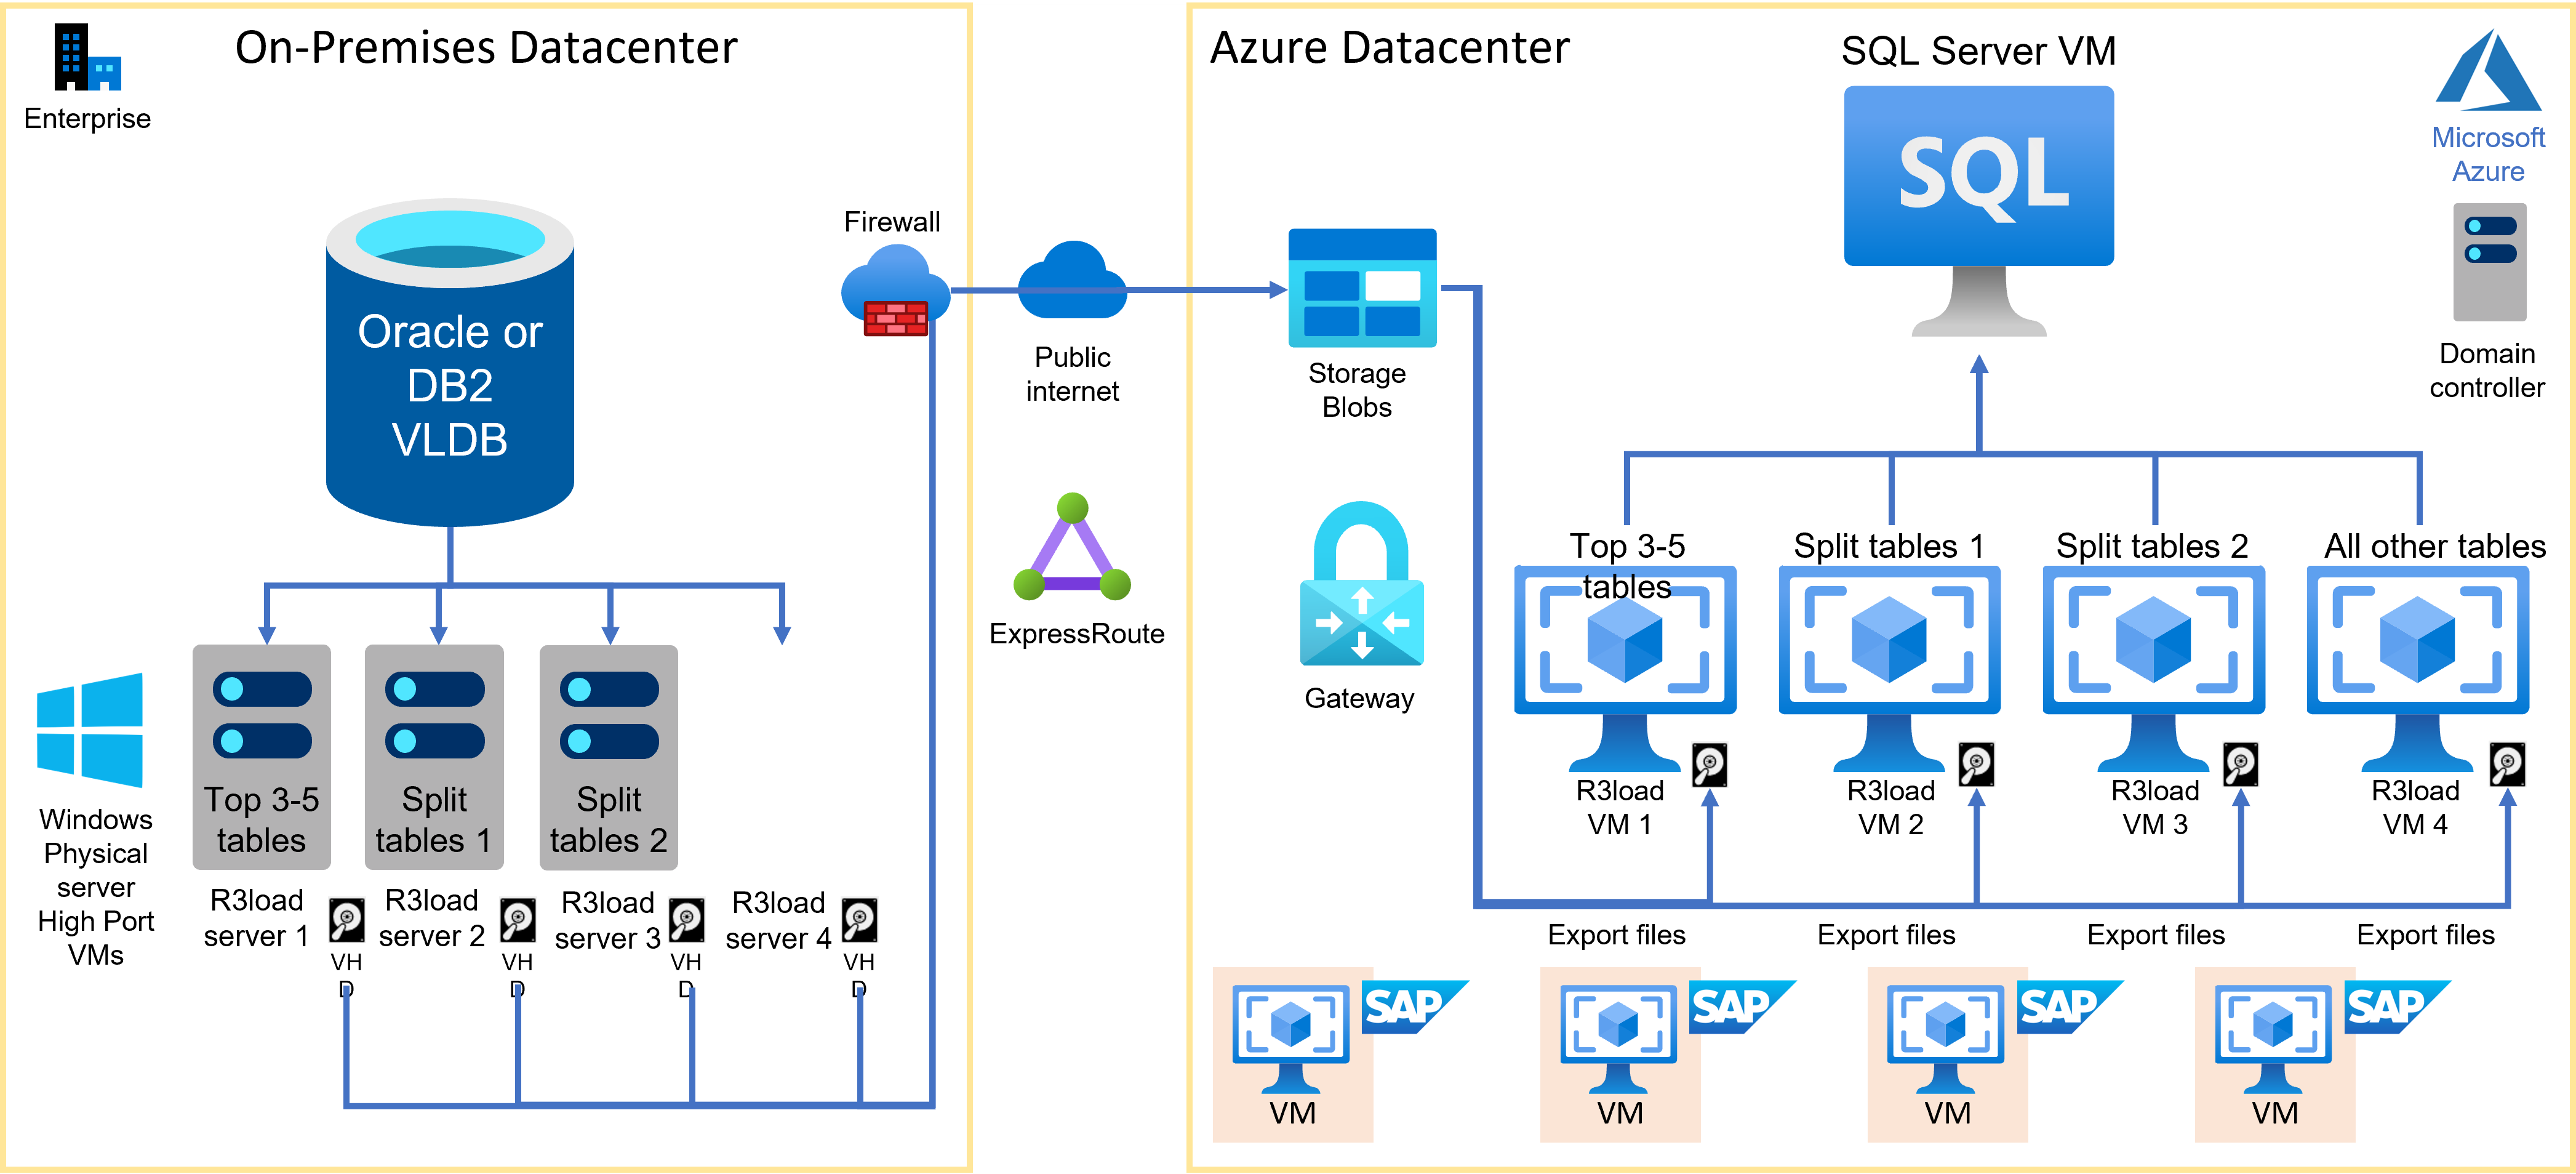 On-Premises Datacenter
Enterprise
Oracle or
DB2
VLDB
Firewall
Windows
Physical
server
High Port
VMs
Top 3-5
tables
Split
tables 1
Split
tables 2
R3load
server 1
R3load
server 2
R3load
server 3
R3load
server 4
VH
D
VH
D
VH
D
VH
D
Public
internet
ExpressRoute
Azure Datacenter
SQL Server VM
SQL
Microsoft
Azure
Domain
controller
Storage
Blobs
Gateway
Top 3-5
tables
Split tables 1
Split tables 2
All other tables
R3load
VM 1
R3load
VM 2
R3load
VM 3
R3load
VM 4
Export files
Export files
Export files
Export files
SAP
VM
SAP
VM
SAP
VM
SAP
VM